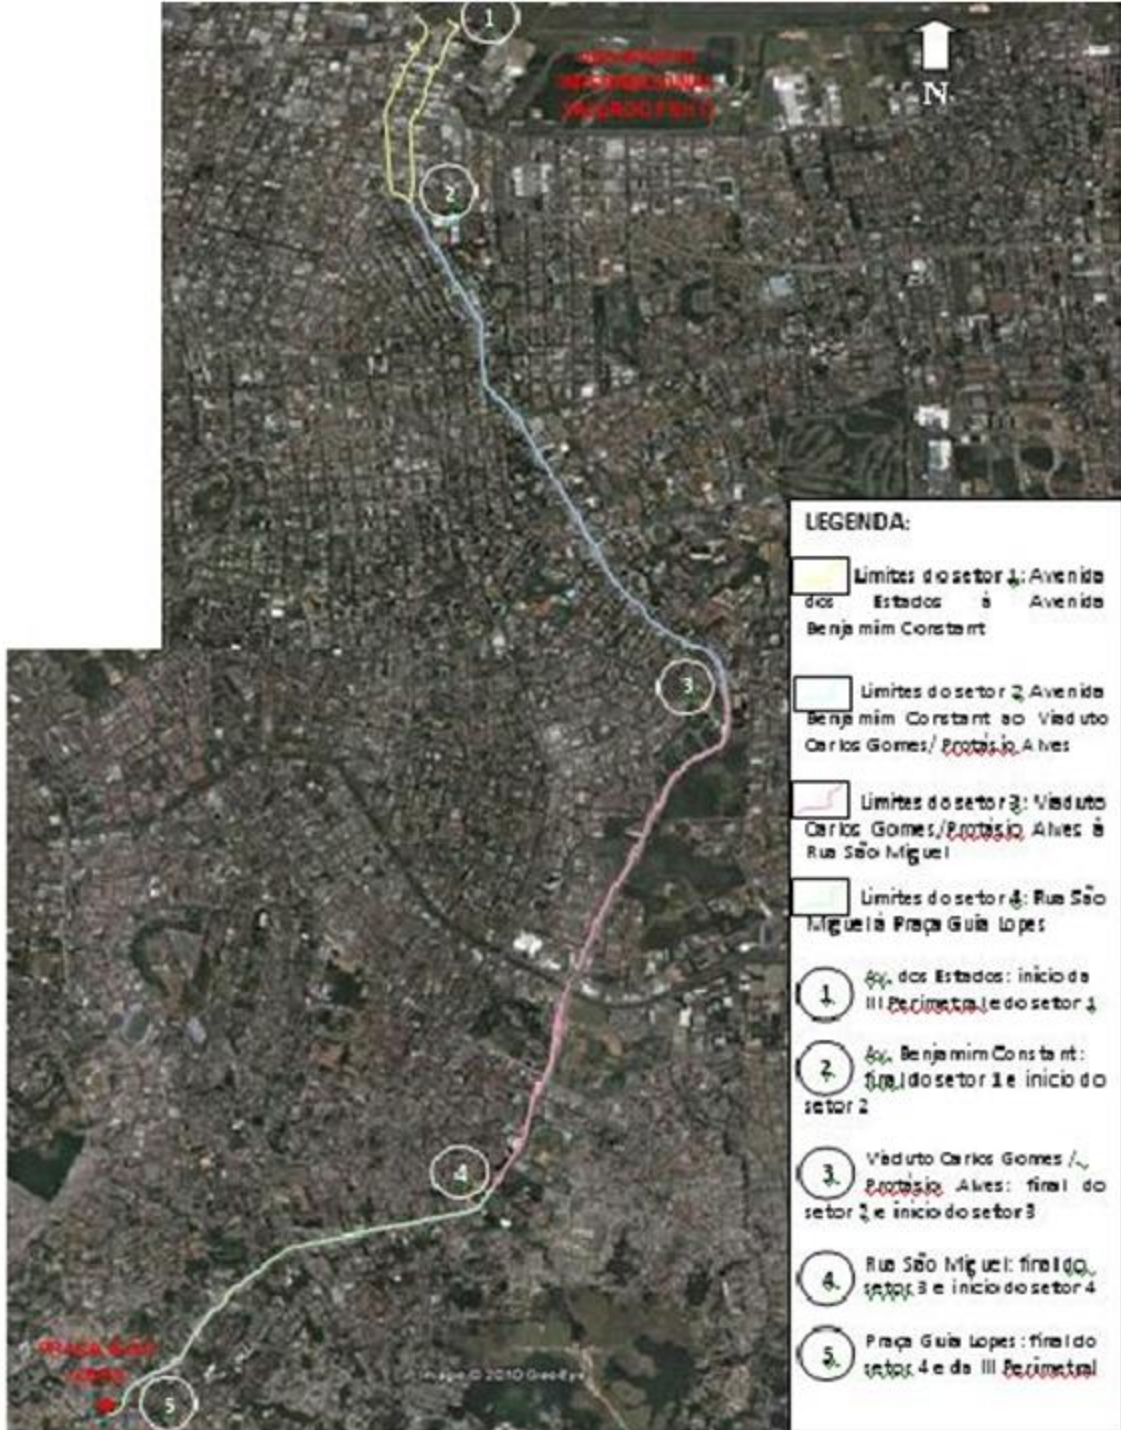 1
N
2
3
4
5
Image © 2010 GeoEye
LEGENDA:
Limites do setor 1: Avenida
dos Estados à Avenida
Benjamim Constant
Limites do setor 2 Avenida
Benjamim Constant ao Viaduto
Carlos Gomes/ Protásio Alves
Limites do setor 3: Viaduto
Carlos Gomes/Protásio Alves à
Rua São Miguel
Limites do setor 4: Rua São
Miguel à Praça Guia Lopes
1 Av. dos Estados: início da
III Perimetral e do setor 1
2 Av. Benjamim Constant:
final do setor 1 e início do
setor 2
3 Viaduto Carlos Gomes /
Protásio Alves: final do
setor 2 e início do setor 3
4 Rua São Miguel: final do
setor 3 e início do setor 4
5 Praça Guia Lopes: final do
setor 4 e da III Perimetral